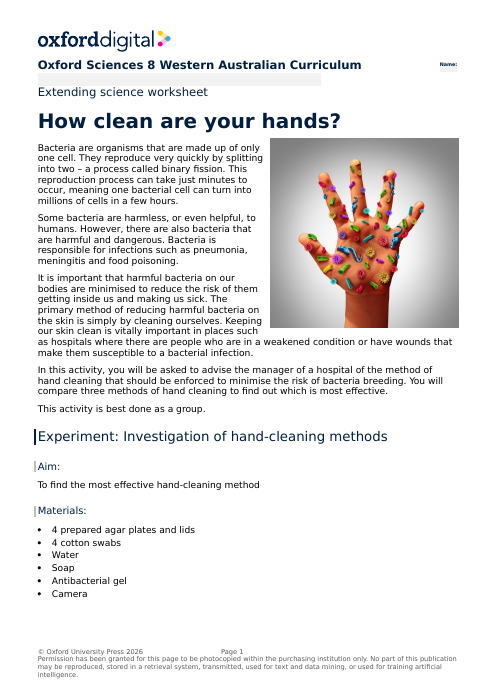 oxforddigital
Oxford Sciences 8 Western Australian Curriculum
Name:
Extending science worksheet
How clean are your hands?
Bacteria are organisms that are made up of only
one cell. They reproduce very quickly by splitting
into two – a process called binary fission. This
reproduction process can take just minutes to
occur, meaning one bacterial cell can turn into
millions of cells in a few hours.
Some bacteria are harmless, or even helpful, to
humans. However, there are also bacteria that
are harmful and dangerous. Bacteria is
responsible for infections such as pneumonia,
meningitis and food poisoning.
It is important that harmful bacteria on our
bodies are minimised to reduce the risk of them
getting inside us and making us sick. The
primary method of reducing harmful bacteria on
the skin is simply by cleaning ourselves. Keeping
our skin clean is vitally important in places such
as hospitals where there are people who are in a weakened condition or have wounds that
make them susceptible to a bacterial infection.
In this activity, you will be asked to advise the manager of a hospital of the method of
hand cleaning that should be enforced to minimise the risk of bacteria breeding. You will
compare three methods of hand cleaning to find out which is most effective.
This activity is best done as a group.
Experiment: Investigation of hand-cleaning methods
Aim:
To find the most effective hand-cleaning method
Materials:
• 4 prepared agar plates and lids
• 4 cotton swabs
• Water
• Soap
• Antibacterial gel
• Camera
© Oxford University Press 2026 Page 1
Permission has been granted for this page to be photocopied within the purchasing institution only. No part of this publication
may be reproduced, stored in a retrieval system, transmitted, used for text and data mining, or used for training artificial
intelligence.